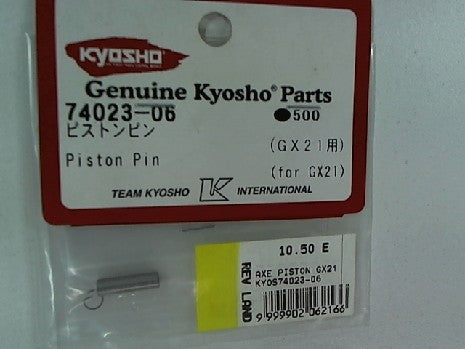 KYOSHO
Genuine Kyosho® Parts
74023-06
●500
ピストンピン
(GX21用)
Piston Pin
(for GX21)
TEAM KYOSHO K INTERNATIONAL
10.50 E
REV LAND
AXE PISTON GX21
KYOS74023-06
9999902062166